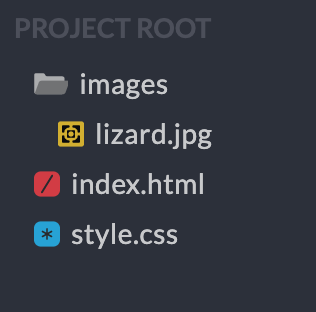 PROJECT ROOT
images
lizard.jpg
index.html
style.css